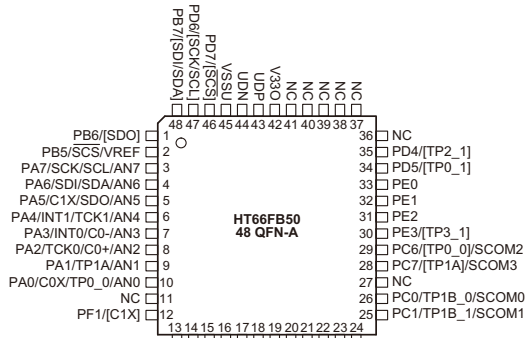 PB7/[SDI/SDA]
PD6/[SCK/SCL]
PD7/[SCS]
VSSU
UDN
UDP
V33O
NC
NC
NC
NC
NC
48 47 46 45 44 43 42 41 40 39 38 37
PB6/[SDO] 1
PB5/SCS/VREF 2
PA7/SCK/SCL/AN7 3
PA6/SDI/SDA/AN6 4
PA5/C1X/SDO/AN5 5
PA4/INT1/TCK1/AN4 6
PA3/INT0/C0-/AN3 7
PA2/TCK0/C0+/AN2 8
PA1/TP1A/AN1 9
PA0/C0X/TP0_0/AN0 10
NC 11
PF1/[C1X] 12
HT66FB50
48 QFN-A
36 NC
35 PD4/[TP2_1]
34 PD5/[TP0_1]
33 PE0
32 PE1
31 PE2
30 PE3/[TP3_1]
29 PC6/[TP0_0]/SCOM2
28 PC7/[TP1A]/SCOM3
27 NC
26 PC0/TP1B_0/SCOM0
25 PC1/TP1B_1/SCOM1
13 14 15 16 17 18 19 20 21 22 23 24